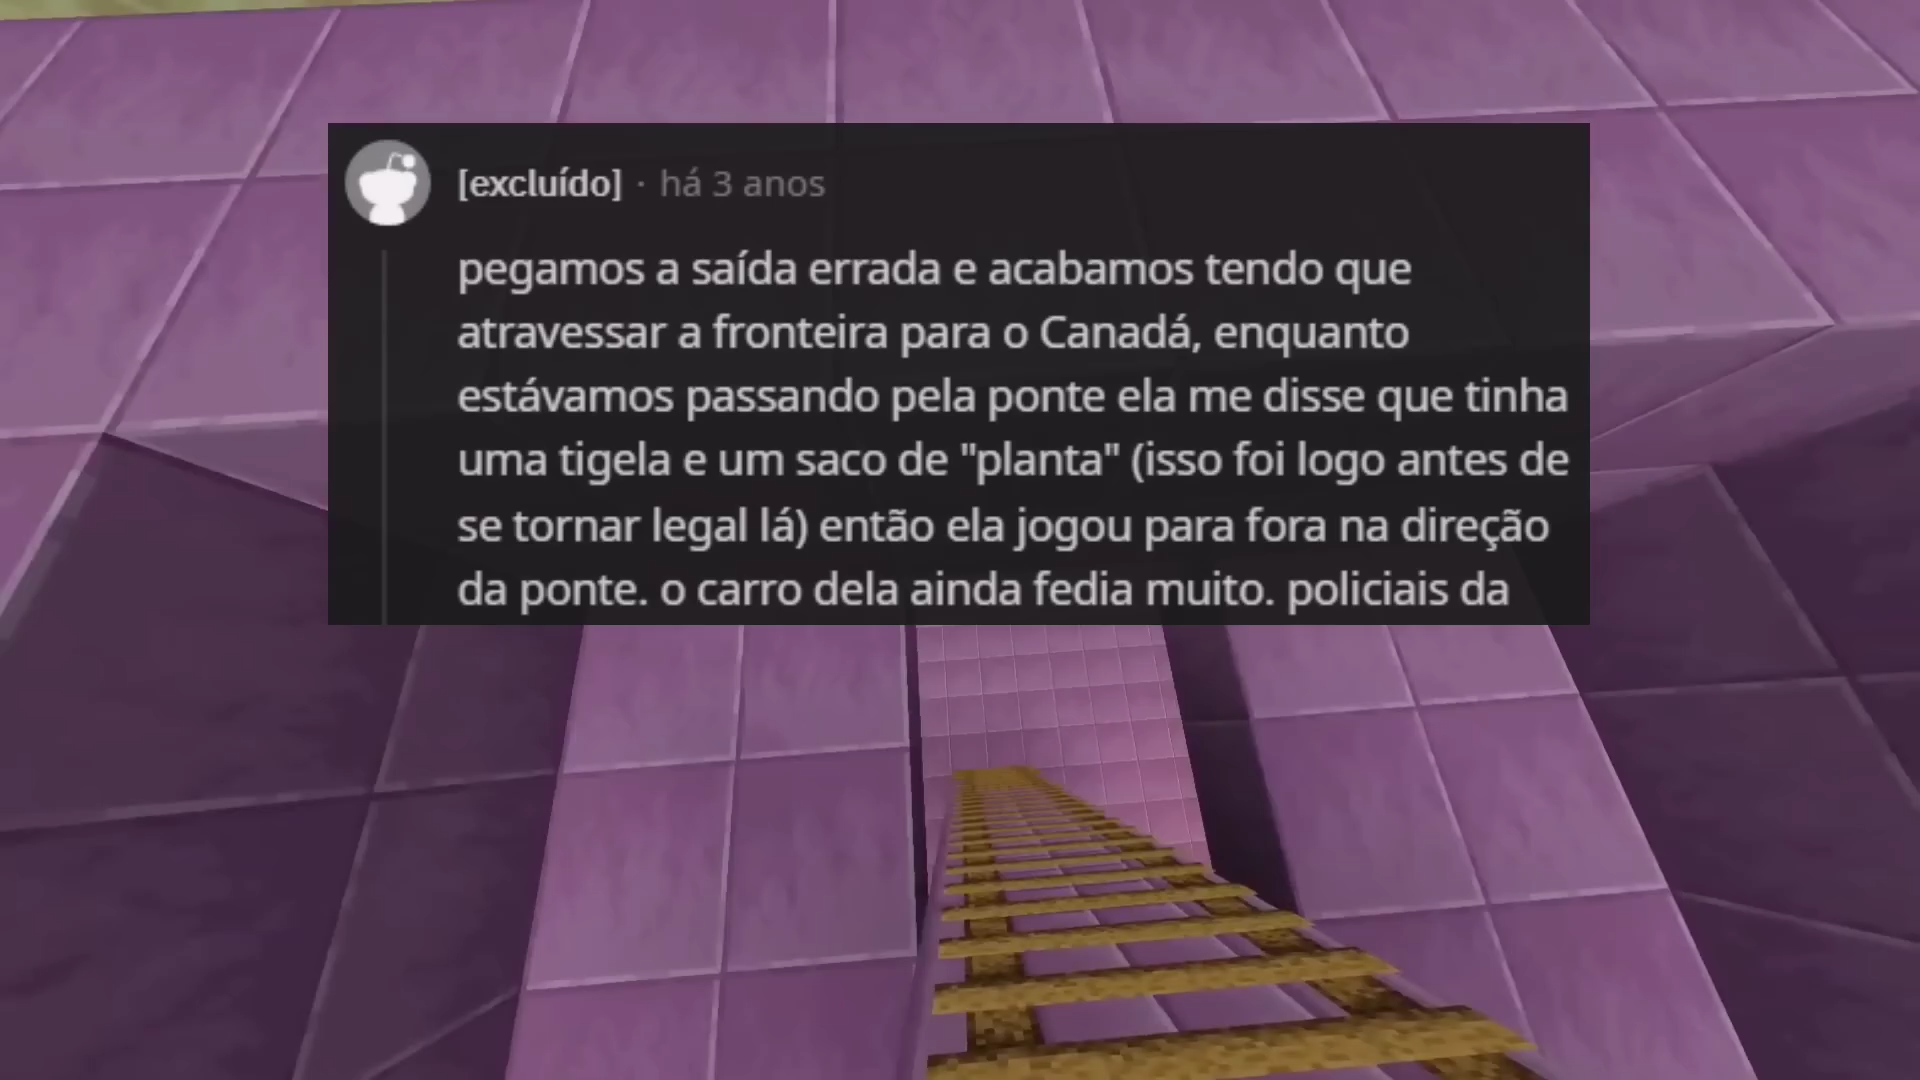 [excluído] · há 3 anos
pegamos a saída errada e acabamos tendo que
atravessar a fronteira para o Canadá, enquanto
estávamos passando pela ponte ela me disse que tinha
uma tigela e um saco de "planta" (isso foi logo antes de
se tornar legal lá) então ela jogou para fora na direção
da ponte. o carro dela ainda fedia muito. policiais da